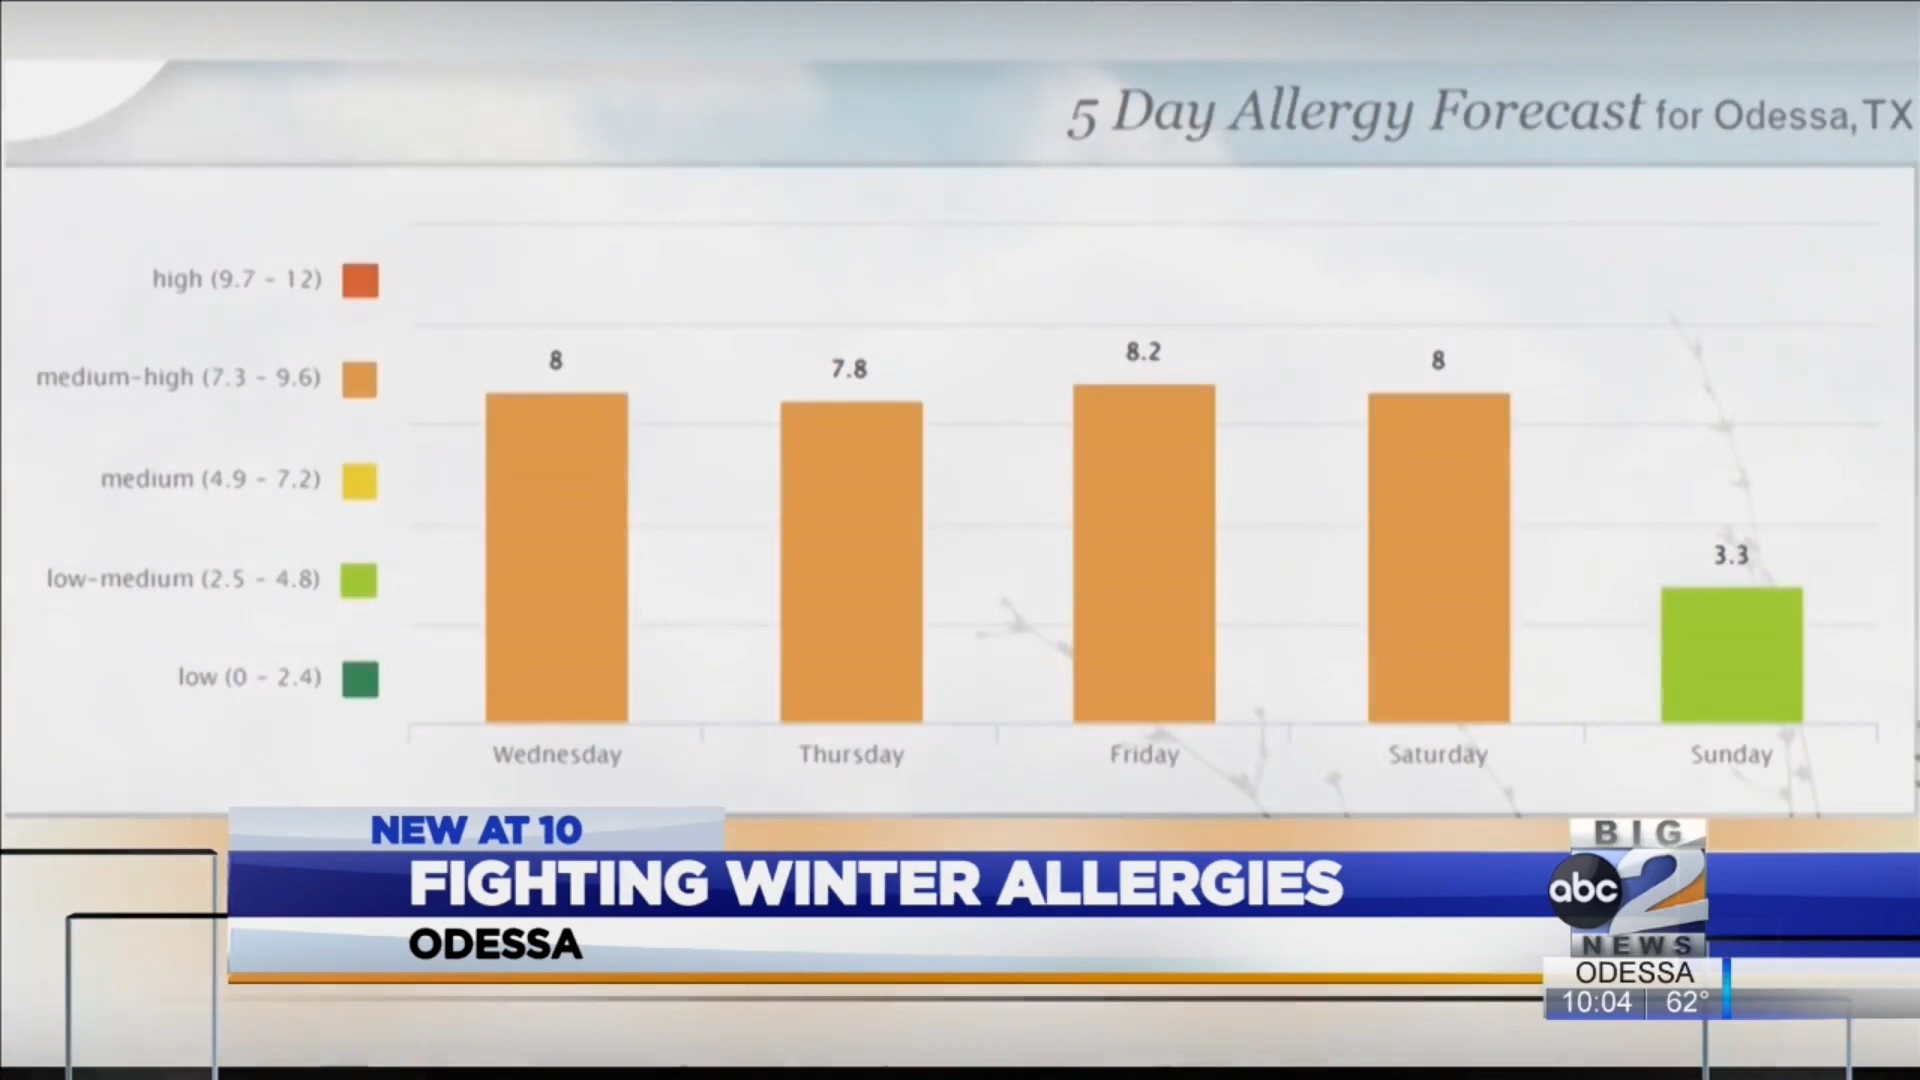 5 Day Allergy Forecast for Odessa, TX
high (9.7 - 12)
medium-high (7.3 - 9.6)
medium (4.9 - 7.2)
low-medium (2.5 - 4.8)
low (0 - 2.4)
8
7.8
8.2
8
3.3
Wednesday Thursday Friday Saturday Sunday
NEW AT 10
FIGHTING WINTER ALLERGIES
ODESSA
BIG
abc 2
NEWS
ODESSA
10:04 62°